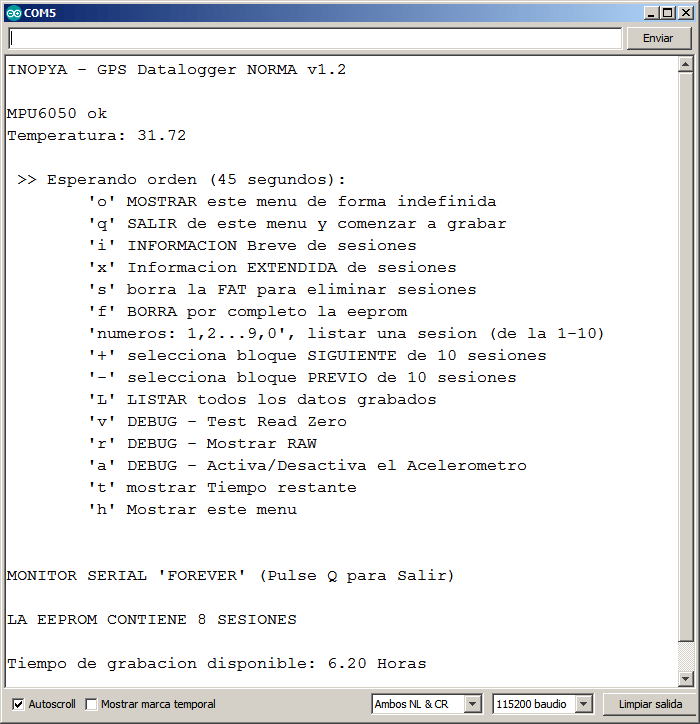 COM5
Enviar
INOPYA - GPS Datalogger NORMA v1.2
MPU6050 ok
Temperatura: 31.72
>> Esperando orden (45 segundos):
'o' MOSTRAR este menu de forma indefinida
'q' SALIR de este menu y comenzar a grabar
'i' INFORMACION Breve de sesiones
'x' Informacion EXTENDIDA de sesiones
's' borra la FAT para eliminar sesiones
'f' BORRA por completo la eeprom
'numeros: 1,2...9,0', listar una sesion (de la 1-10)
'+' selecciona bloque SIGUIENTE de 10 sesiones
'-' selecciona bloque PREVIO de 10 sesiones
'L' LISTAR todos los datos grabados
'v' DEBUG - Test Read Zero
'r' DEBUG - Mostrar RAW
'a' DEBUG - Activa/Desactiva el Acelerometro
't' mostrar Tiempo restante
'h' Mostrar este menu
MONITOR SERIAL 'FOREVER' (Pulse Q para Salir)
LA EEPROM CONTIENE 8 SESIONES
Tiempo de grabacion disponible: 6.20 Horas
Autoscroll Mostrar marca temporal Ambos NL & CR 115200 baudio Limpiar salida